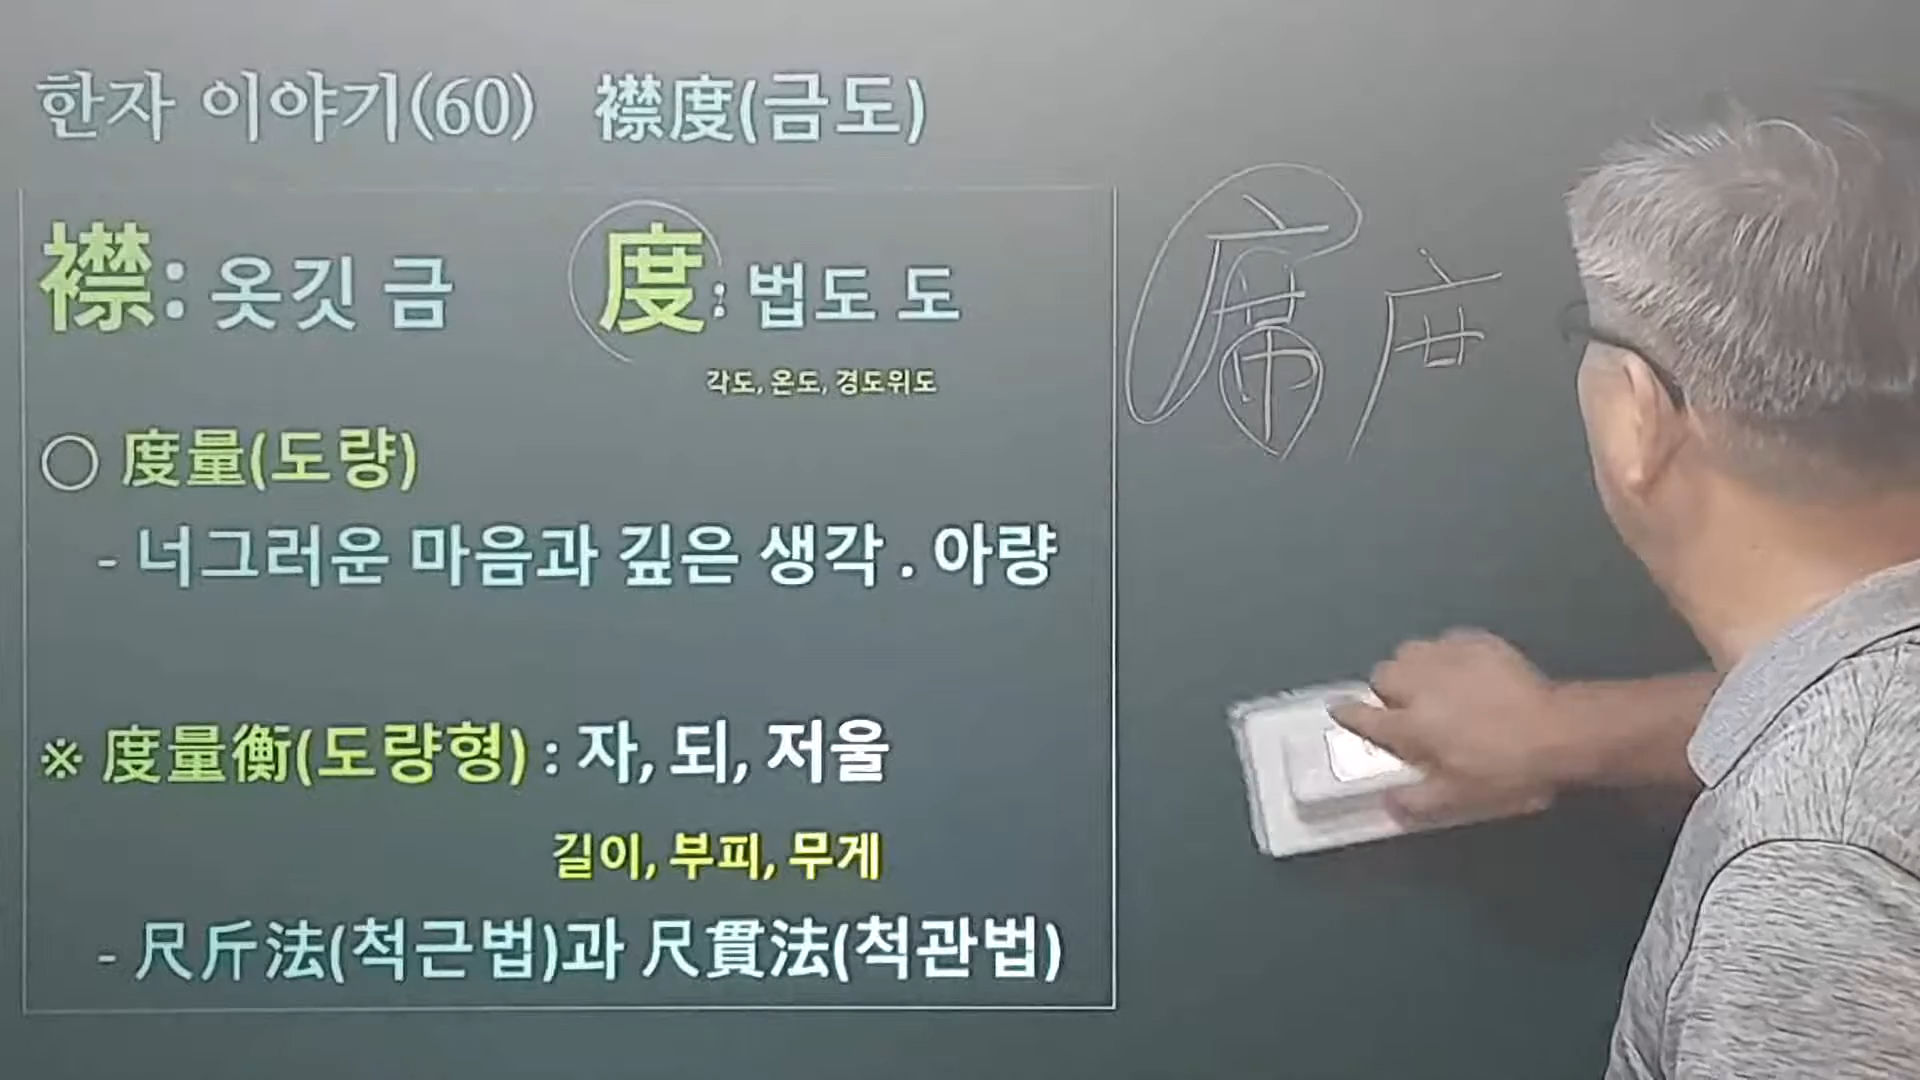 한자 이야기(60) 襟度(금도)
襟: 옷깃 금 度: 법도 도
각도, 온도, 경도위도
○ 度量(도량)
- 너그러운 마음과 깊은 생각 . 아량
※ 度量衡(도량형) : 자, 되, 저울
길이, 부피, 무게
- 尺斤法(척근법)과 尺貫法(척관법)
席